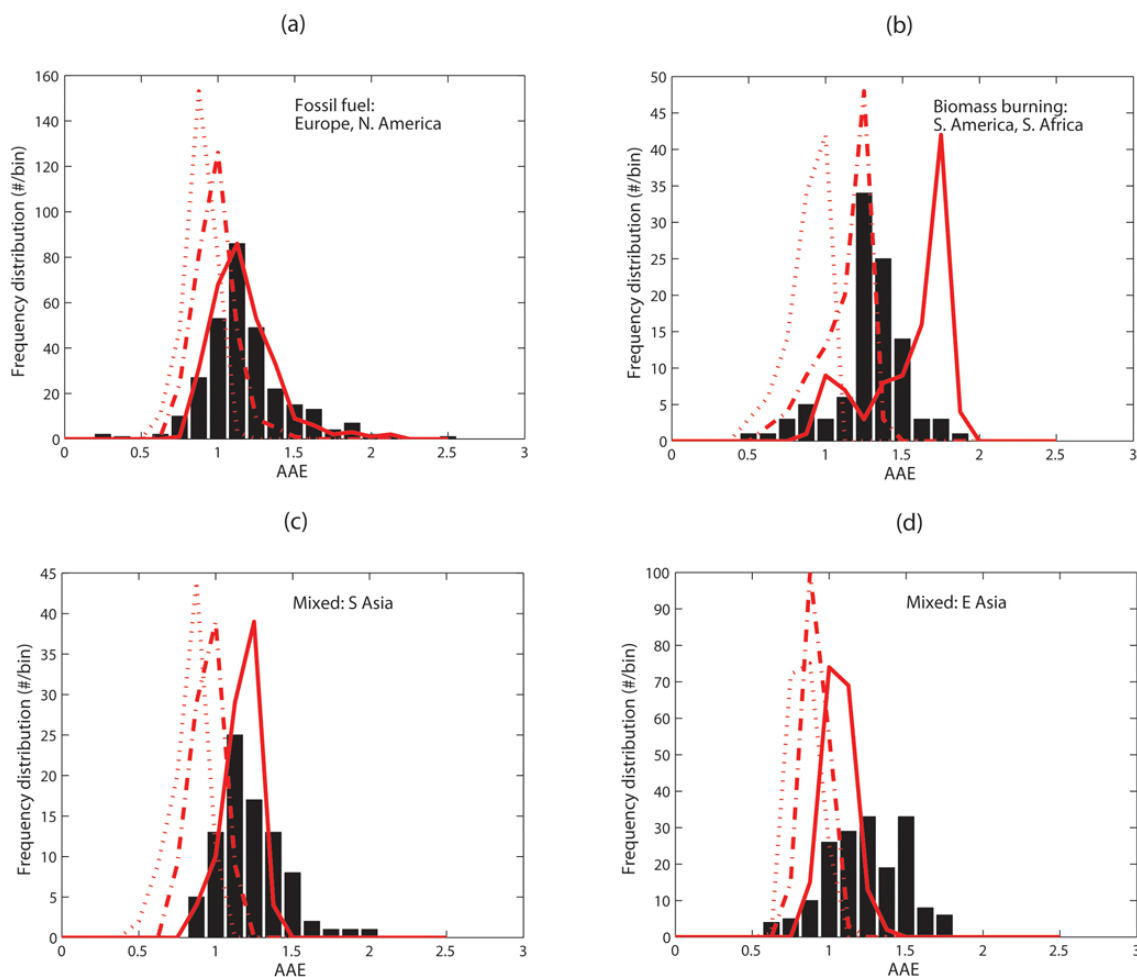 (a)
160
140
120
100
80
60
40
20
0
Frequency distribution (#/bin)
Fossil fuel:
Europe, N. America
0 0.5 1 1.5 2 2.5 3
AAE
(b)
50
45
40
35
30
25
20
15
10
5
0
Frequency distribution (#/bin)
Biomass burning:
S. America, S. Africa
0 0.5 1 1.5 2 2.5 3
AAE
(c)
45
40
35
30
25
20
15
10
5
0
Frequency distribution (#/bin)
Mixed: S Asia
0 0.5 1 1.5 2 2.5 3
AAE
(d)
100
90
80
70
60
50
40
30
20
10
0
Frequency distribution (#/bin)
Mixed: E Asia
0 0.5 1 1.5 2 2.5 3
AAE